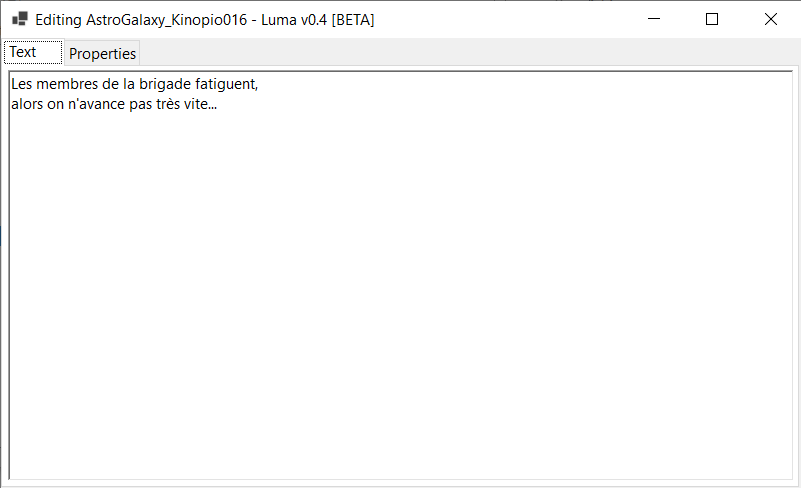 Editing AstroGalaxy_Kinopio016 - Luma v0.4 [BETA]
Text
Properties
Les membres de la brigade fatiguent,
alors on n'avance pas très vite...